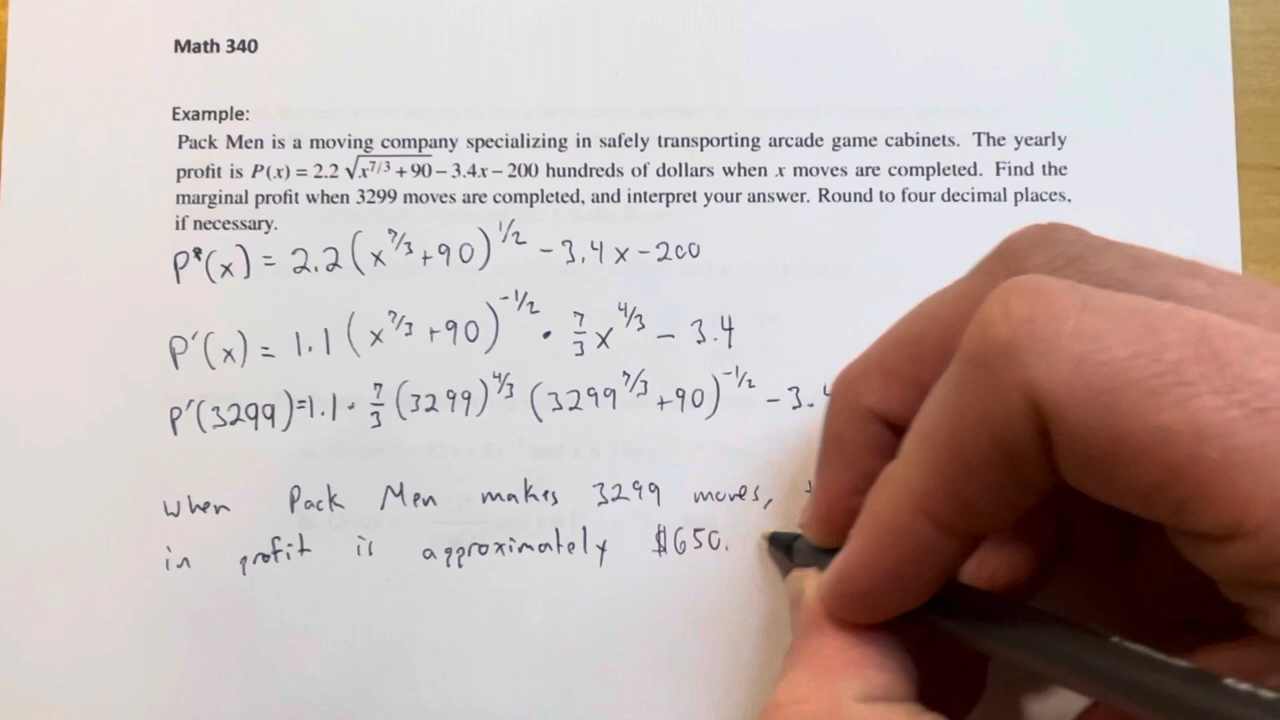 Math 340
Example:
Pack Men is a moving company specializing in safely transporting arcade game cabinets. The yearly
profit is P(x) = 2.2 √(x^{7/3} + 90) − 3.4x − 200 hundreds of dollars when x moves are completed. Find the
marginal profit when 3299 moves are completed, and interpret your answer. Round to four decimal places,
if necessary.
P(x) = 2.2 (x^{7/3} + 90)^{1/2} − 3.4x − 200
P′(x) = 1.1 (x^{7/3} + 90)^{-1/2} · 7/3 x^{4/3} − 3.4
P′(3299) = 1.1 · 7/3 (3299)^{4/3} (3299^{7/3} + 90)^{-1/2} − 3.4
when Pack Men makes 3299 moves,
in profit is approximately $650.